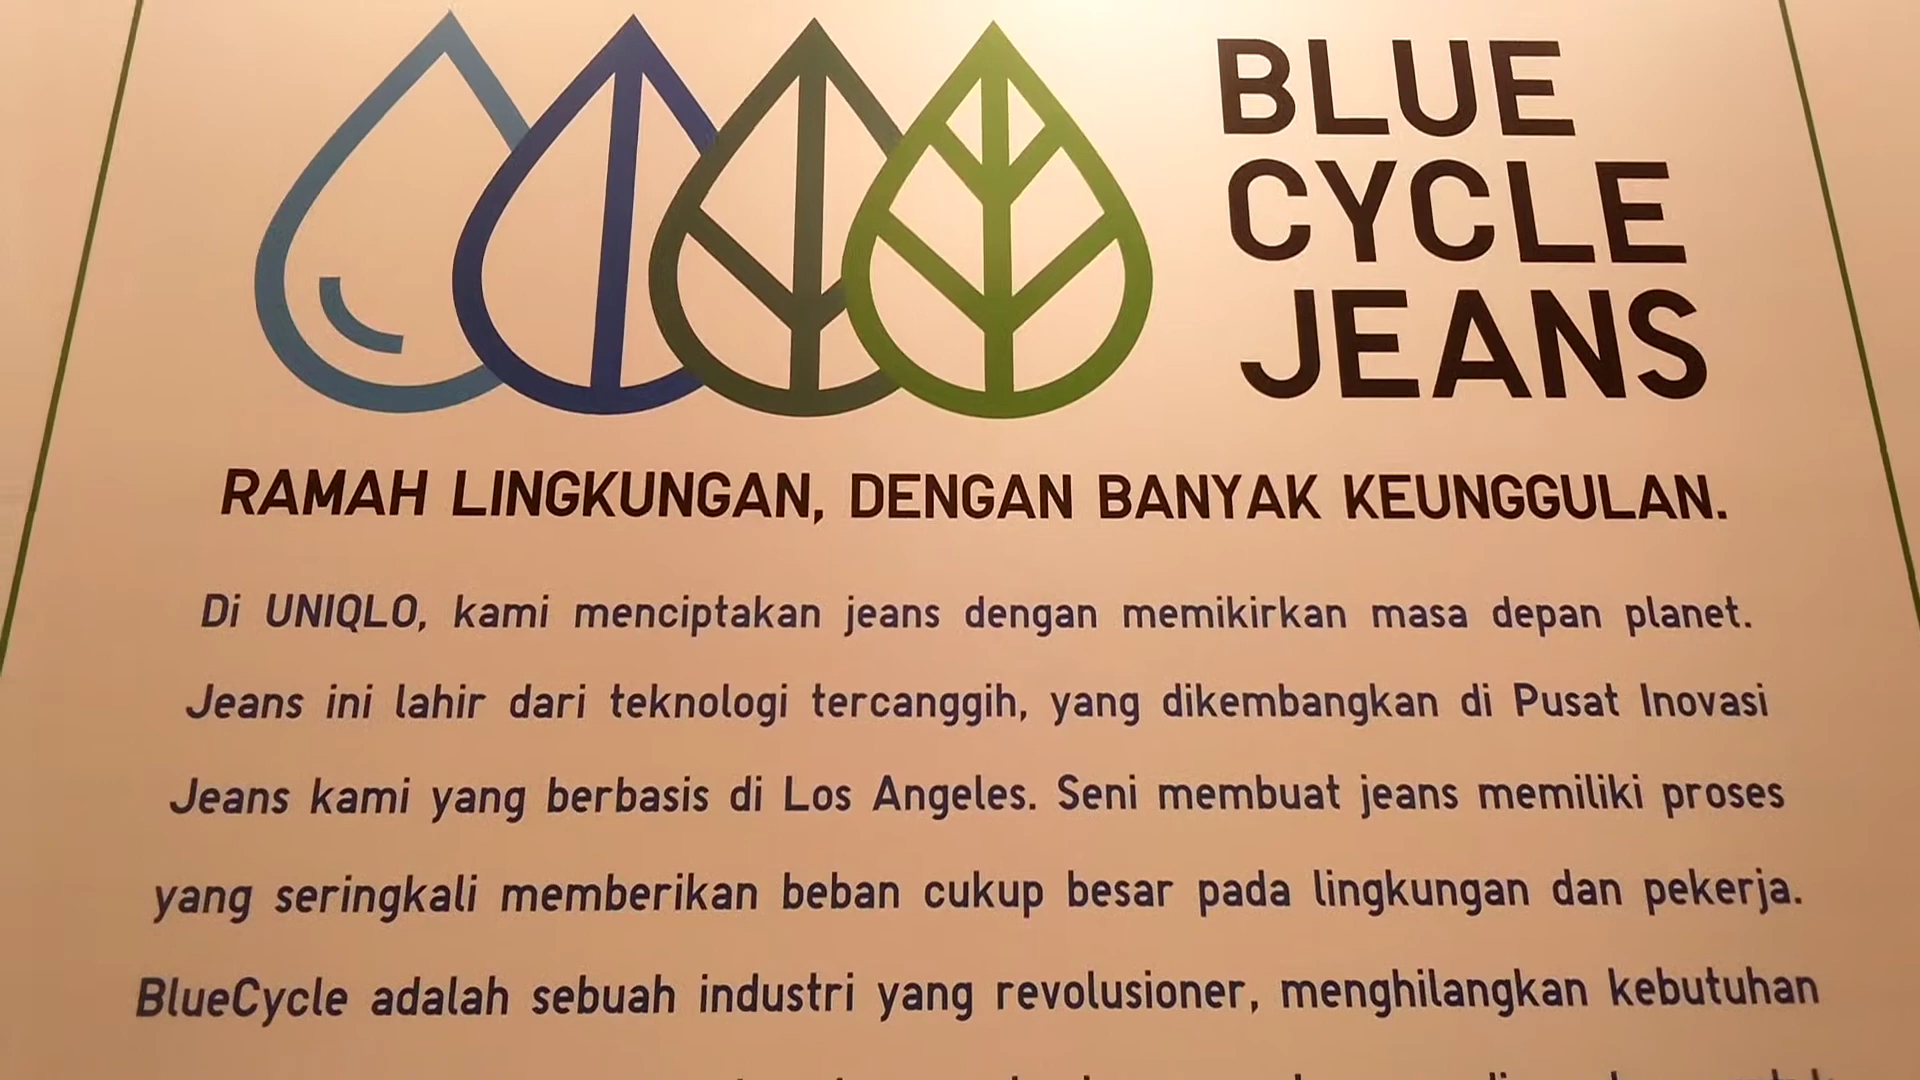 BLUE
CYCLE
JEANS
RAMAH LINGKUNGAN, DENGAN BANYAK KEUNGGULAN.
Di UNIQLO, kami menciptakan jeans dengan memikirkan masa depan planet.
Jeans ini lahir dari teknologi tercanggih, yang dikembangkan di Pusat Inovasi
Jeans kami yang berbasis di Los Angeles. Seni membuat jeans memiliki proses
yang seringkali memberikan beban cukup besar pada lingkungan dan pekerja.
BlueCycle adalah sebuah industri yang revolusioner, menghilangkan kebutuhan